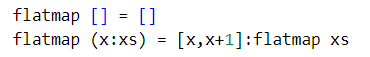 flatmap [] = []
flatmap (x:xs) = [x,x+1]:flatmap xs